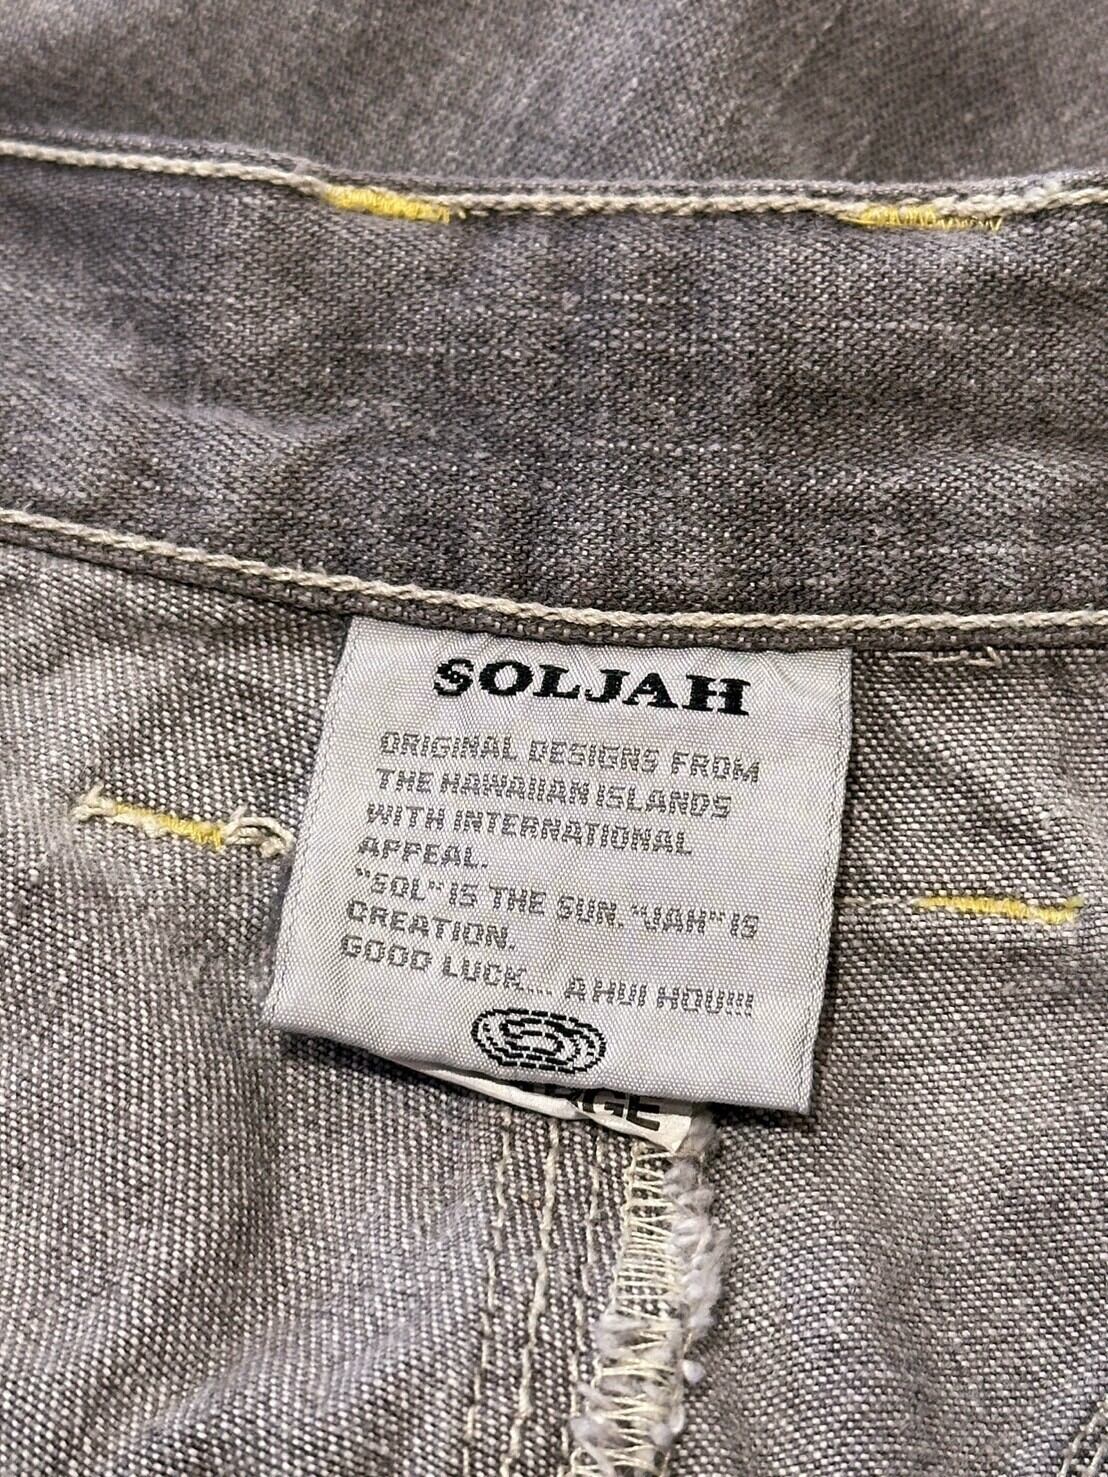 SOLJAH
ORIGINAL DESIGNS FROM
THE HAWAIIAN ISLANDS
WITH INTERNATIONAL
APPEAL.
"SOL" IS THE SUN. "JAH" IS
CREATION.
GOOD LUCK... A HUI HOU!!!
RGE